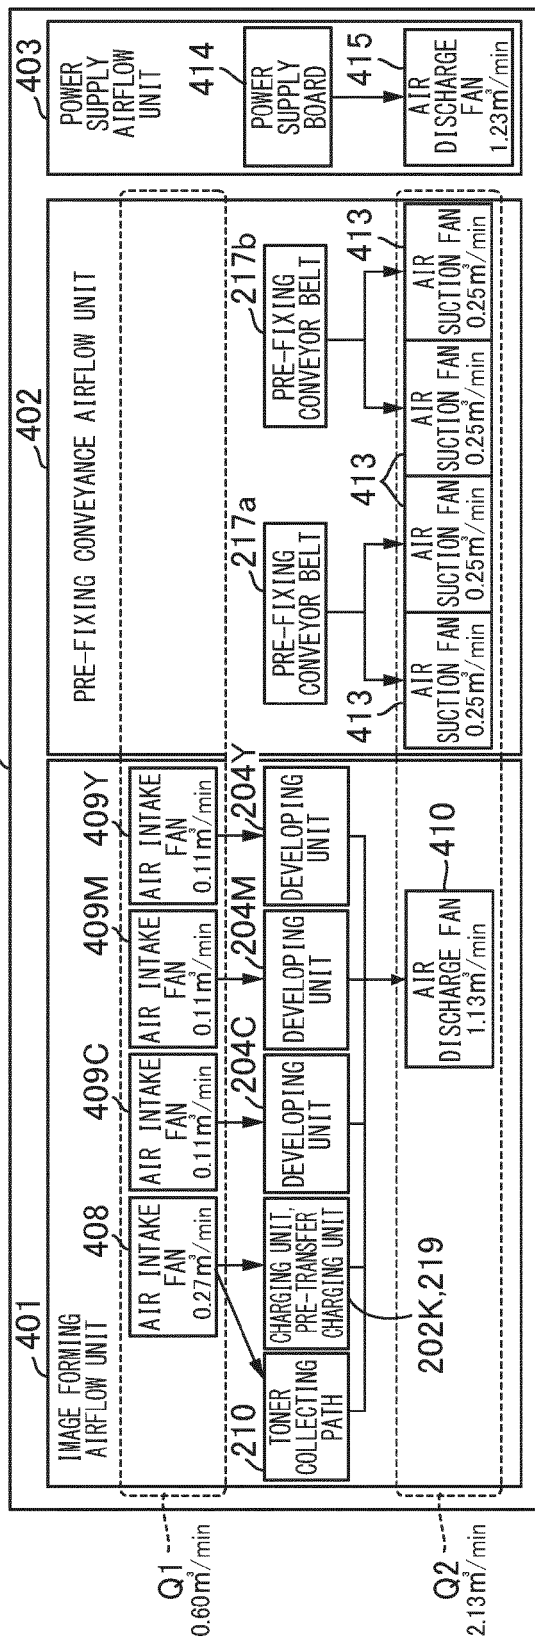 401
IMAGE FORMING
AIRFLOW UNIT
402
PRE-FIXING CONVEYANCE AIRFLOW UNIT
403
POWER
SUPPLY
AIRFLOW
UNIT
Q1
0.60m³/min
408
AIR INTAKE
FAN
0.27m³/min
409C
AIR INTAKE
FAN
0.11m³/min
409M
AIR INTAKE
FAN
0.11m³/min
409Y
AIR INTAKE
FAN
0.11m³/min
210
TONER
COLLECTING
PATH
CHARGING UNIT,
PRE-TRANSFER
CHARGING UNIT
202K,219
204C
DEVELOPING
UNIT
204M
DEVELOPING
UNIT
204Y
DEVELOPING
UNIT
217a
PRE-FIXING
CONVEYOR BELT
217b
PRE-FIXING
CONVEYOR BELT
414
POWER
SUPPLY
BOARD
Q2
2.13m³/min
410
AIR
DISCHARGE FAN
1.13m³/min
413
AIR
SUCTION FAN
0.25m³/min
413
AIR
SUCTION FAN
0.25m³/min
AIR
SUCTION FAN
0.25m³/min
413
AIR
SUCTION FAN
0.25m³/min
415
AIR
DISCHARGE
FAN
1.23m³/min